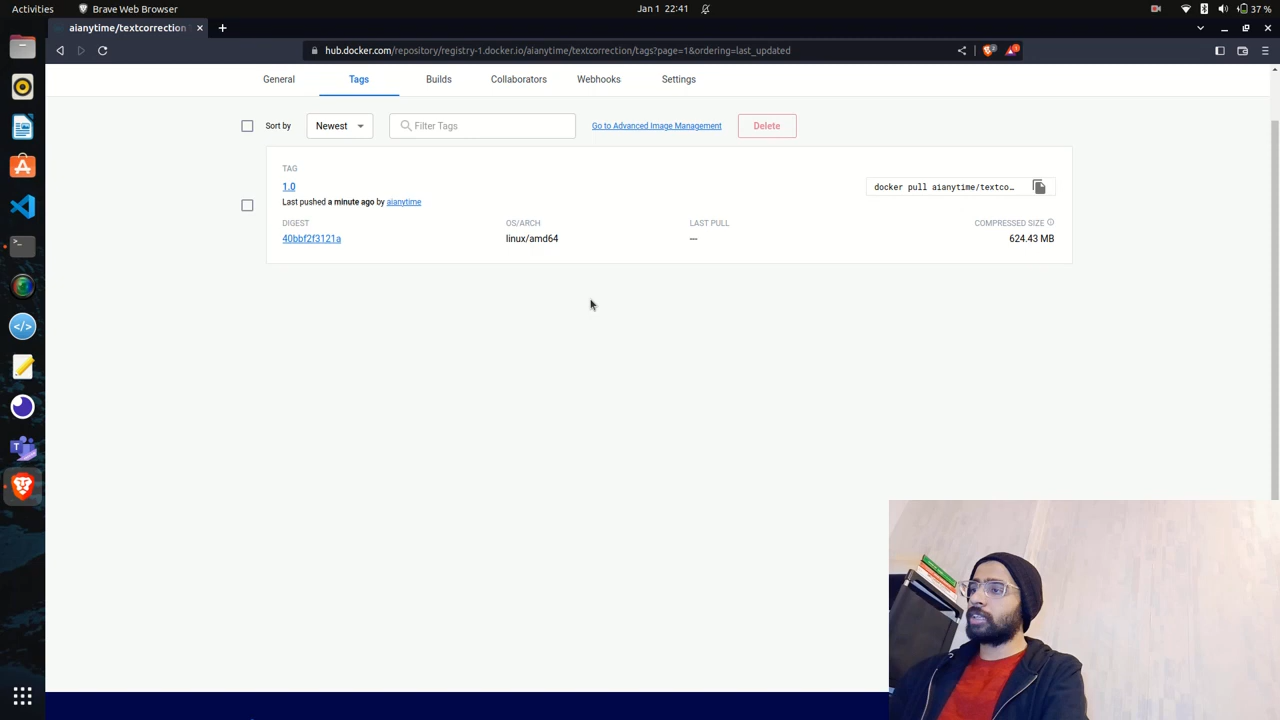 Activities
Brave Web Browser
Jan 1 22:41
37 %
aianytime/textcorrection
hub.docker.com/repository/registry-1.docker.io/aianytime/textcorrection/tags?page=1&ordering=last_updated
General
Tags
Builds
Collaborators
Webhooks
Settings
Sort by
Newest
Filter Tags
Go to Advanced Image Management
Delete
TAG
1.0
docker pull aianytime/textco…
Last pushed a minute ago by aianytime
DIGEST
OS/ARCH
LAST PULL
COMPRESSED SIZE
40bbf2f3121a
linux/amd64
---
624.43 MB